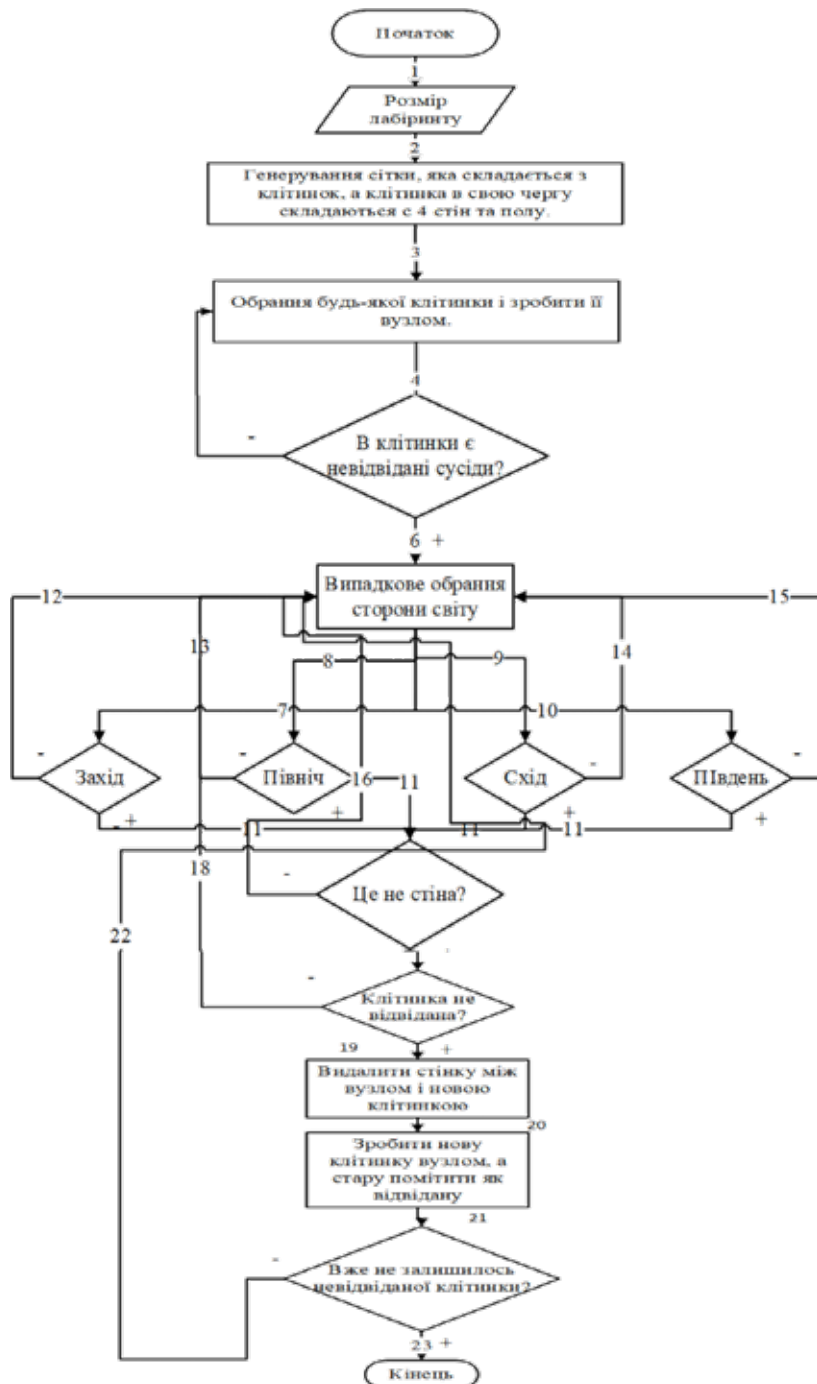 Початок
1
Розмір
лабіринту
2
Генерування сітки, яка складається з
клітинок, а клітинка в свою чергу
складаються с 4 стін та полу.
3
Обрання будь-якої клітинки і зробити її
вузлом.
4
-
В клітинки є
невідвідані сусіди?
6 +
Випадкове обрання
сторони світу
12
15
13
8
9
14
7
10
-
Захід
-
Північ
16
11
Схід
-
ПІвдень
-
+
+
+
+
-
11
11
11
18
-
Це не стіна?
22
-
Клітинка не
відвідана?
19
+
Видалити стінку між
вузлом і новою
клітинкою
20
Зробити нову
клітинку вузлом, а
стару помітити як
відвідану
21
-
Вже не залишилось
невідвіданої клітинки?
23 +
Кінець